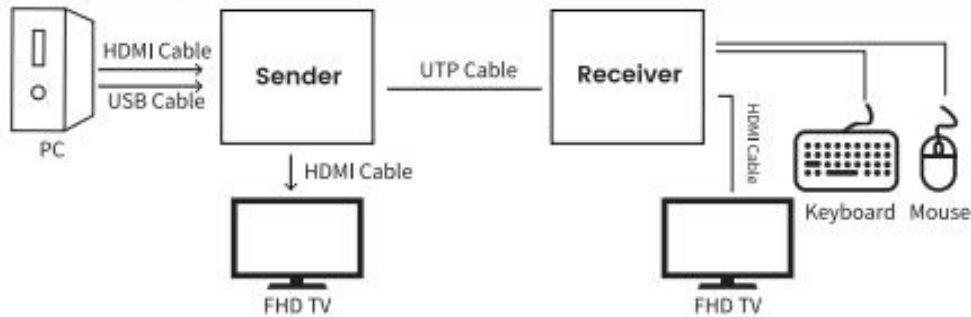 HDMI Cable
USB Cable
PC
Sender
UTP Cable
Receiver
HDMI Cable
FHD TV
HDMI Cable
FHD TV
Keyboard
Mouse